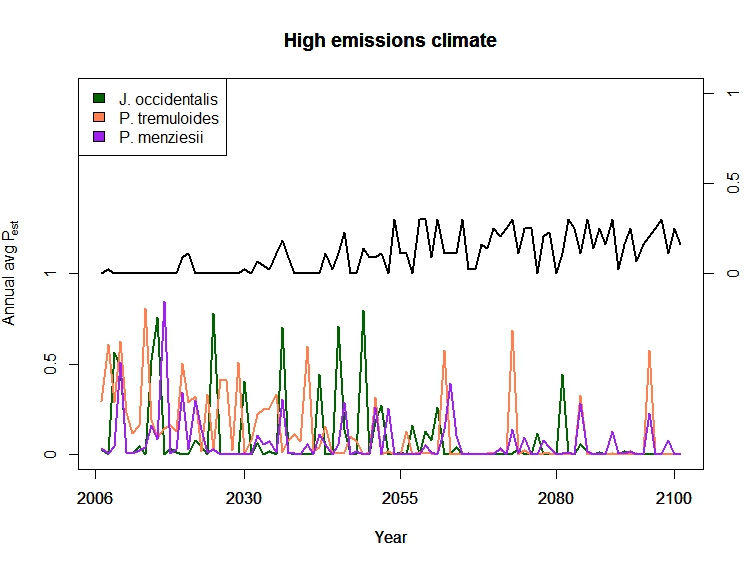 High emissions climate
J. occidentalis
P. tremuloides
P. menziesii
Annual avg Pest
1
0.5
0
1
0.5
0
2006 2030 2055 2080 2100
Year